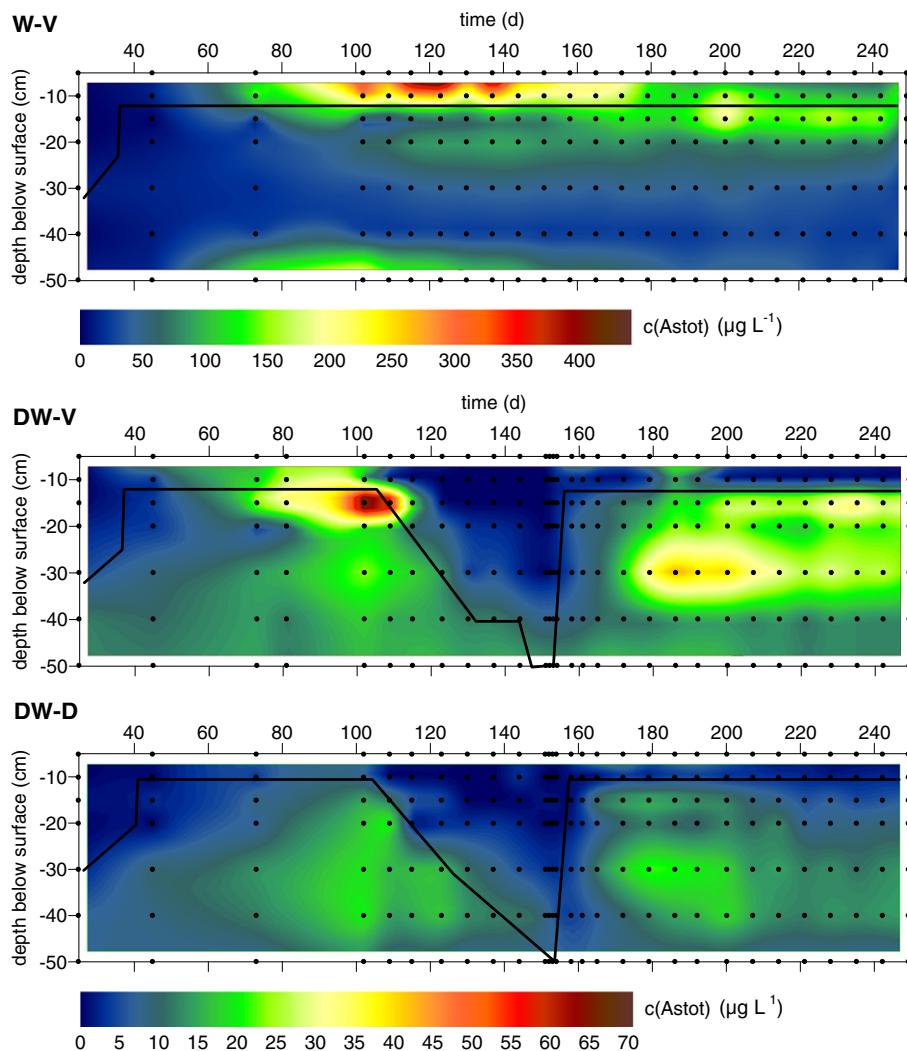 time (d)
W-V
40 60 80 100 120 140 160 180 200 220 240
depth below surface (cm)
-10
-20
-30
-40
-50
c(Astot) (µg L-1)
0 50 100 150 200 250 300 350 400
time (d)
DW-V
40 60 80 100 120 140 160 180 200 220 240
depth below surface (cm)
-10
-20
-30
-40
-50
DW-D
40 60 80 100 120 140 160 180 200 220 240
depth below surface (cm)
-10
-20
-30
-40
-50
c(Astot) (µg L1)
0 5 10 15 20 25 30 35 40 45 50 55 60 65 70